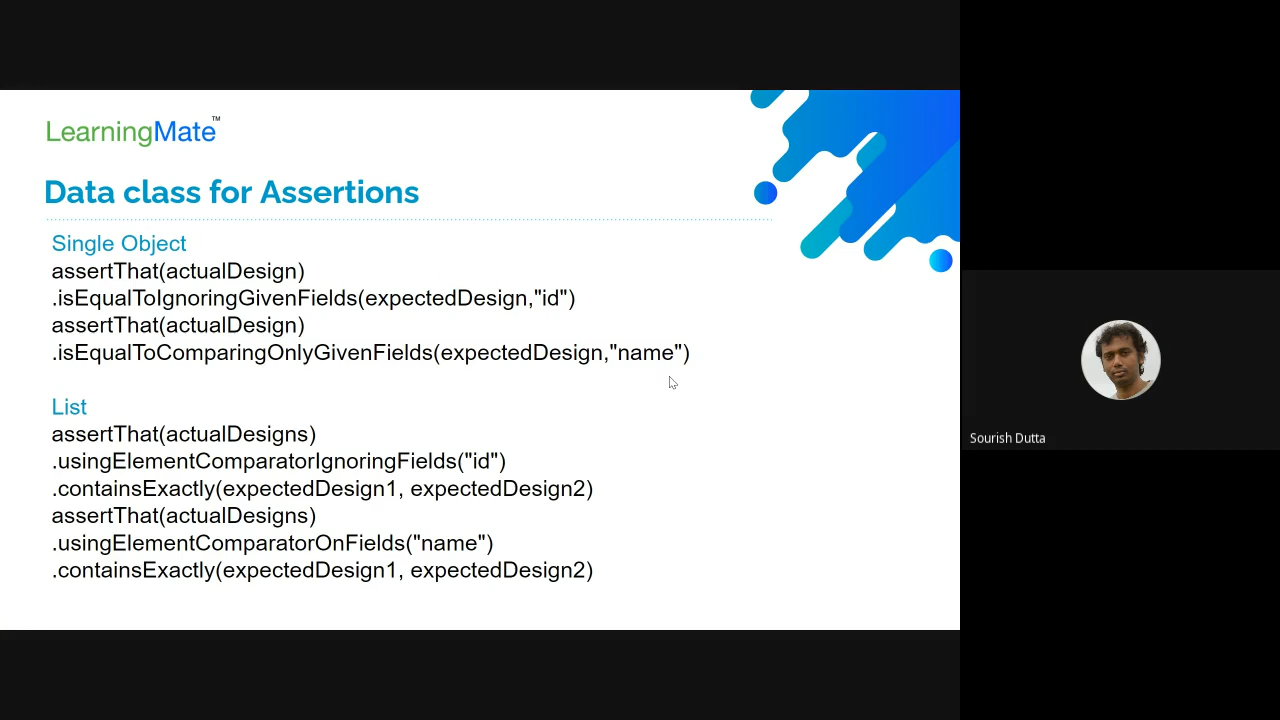 LearningMate™
Data class for Assertions
Single Object
assertThat(actualDesign)
.isEqualToIgnoringGivenFields(expectedDesign,"id")
assertThat(actualDesign)
.isEqualToComparingOnlyGivenFields(expectedDesign,"name")
List
assertThat(actualDesigns)
.usingElementComparatorIgnoringFields("id")
.containsExactly(expectedDesign1, expectedDesign2)
assertThat(actualDesigns)
.usingElementComparatorOnFields("name")
.containsExactly(expectedDesign1, expectedDesign2)
Sourish Dutta